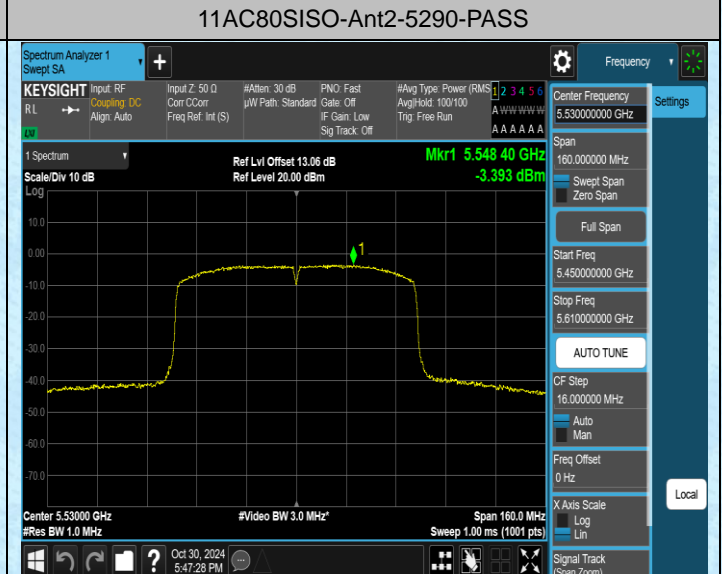 11AC80SISO-Ant2-5290-PASS
Spectrum Analyzer 1
Swept SA
+
Frequency
KEYSIGHT
RL
LXI
Input: RF
Coupling: DC
Align: Auto
Input Z: 50 Ω
Corr CCorr
Freq Ref: Int (S)
#Atten: 30 dB
µW Path: Standard
PNO: Fast
Gate: Off
IF Gain: Low
Sig Track: Off
#Avg Type: Power (RMS
Avg|Hold: 100/100
Trig: Free Run
1 2 3 4 5 6
A W W W W W
A A A A A A
1 Spectrum
Scale/Div 10 dB
Log
Ref Lvl Offset 13.06 dB
Ref Level 20.00 dBm
Mkr1 5.548 40 GHz
-3.393 dBm
1
10.0
0.00
-10.0
-20.0
-30.0
-40.0
-50.0
-60.0
-70.0
Center 5.53000 GHz
#Res BW 1.0 MHz
#Video BW 3.0 MHz*
Span 160.0 MHz
Sweep 1.00 ms (1001 pts)
Center Frequency
5.530000000 GHz
Settings
Span
160.000000 MHz
Swept Span
Zero Span
Full Span
Start Freq
5.450000000 GHz
Stop Freq
5.610000000 GHz
AUTO TUNE
CF Step
16.000000 MHz
Auto
Man
Freq Offset
0 Hz
Local
X Axis Scale
Log
Lin
Signal Track
(Span Zoom)
?
Oct 30, 2024
5:47:28 PM